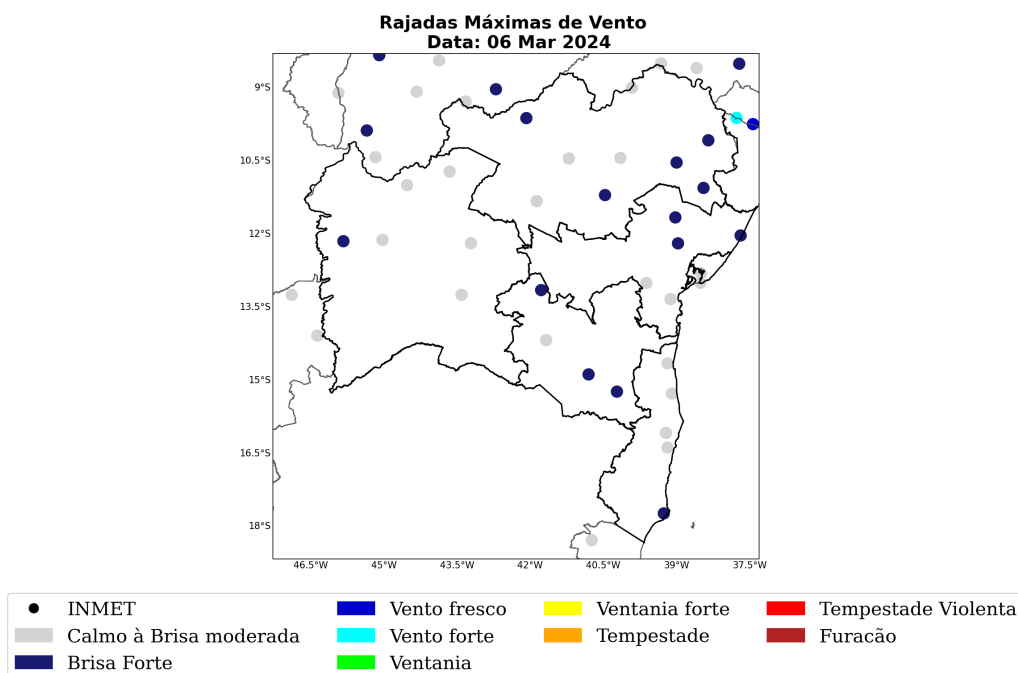 Rajadas Máximas de Vento
Data: 06 Mar 2024
9°S
10.5°S
12°S
13.5°S
15°S
16.5°S
18°S
46.5°W 45°W 43.5°W 42°W 40.5°W 39°W 37.5°W
INMET Vento fresco Ventania forte Tempestade Violenta
Calmo à Brisa moderada Vento forte Tempestade Furacão
Brisa Forte Ventania